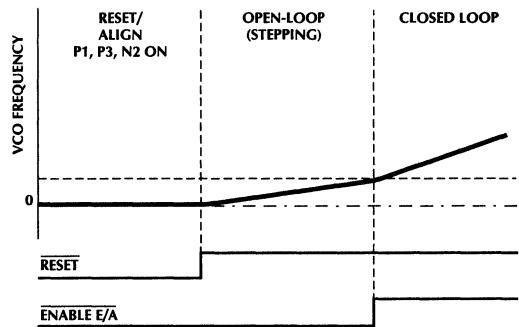 RESET/
ALIGN
P1, P3, N2 ON
OPEN-LOOP
(STEPPING)
CLOSED LOOP
VCO FREQUENCY
0
RESET
ENABLE E/A